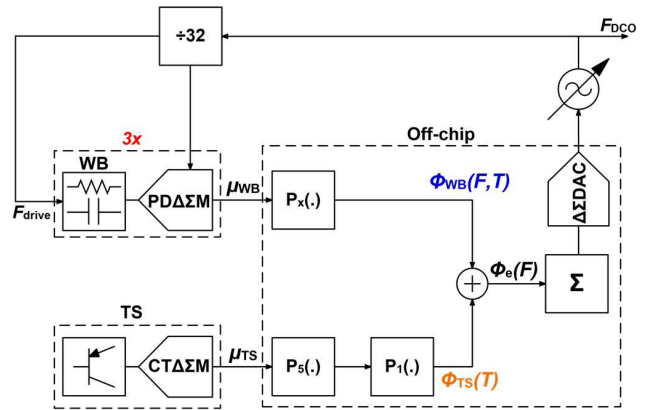 ÷32
F_DCO
3x
Off-chip
WB
μ_WB
Φ_WB(F,T)
PDΔΣM
P_x(.)
ΔΣDAC
F_drive
+
Φ_e(F)
Σ
TS
μ_TS
CTΔΣM
P_5(.)
P_1(.)
Φ_TS(T)